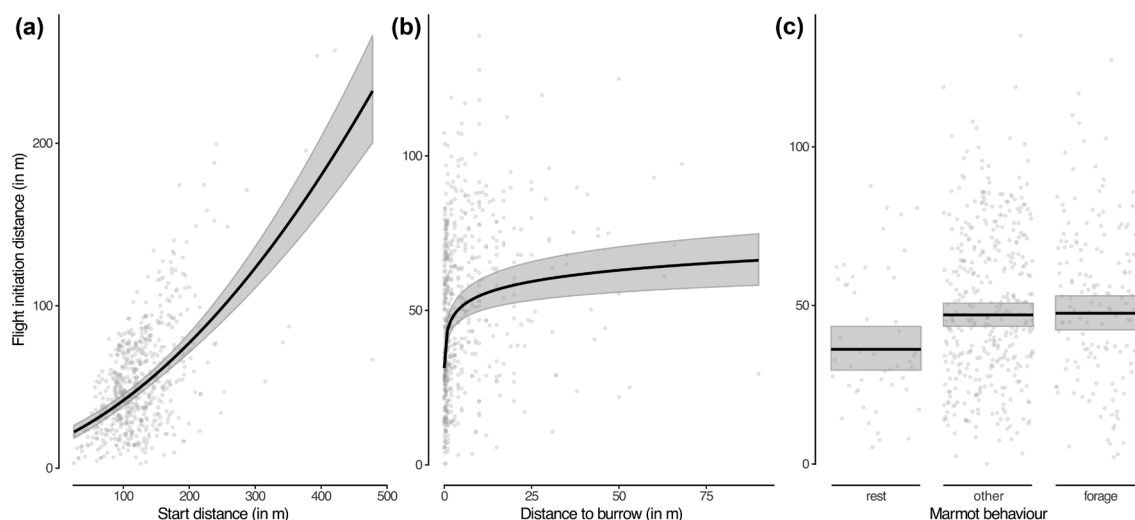 (a)
(b)
(c)
Flight initiation distance (in m)
200
100
0
100
50
0
100
50
0
100 200 300 400 500
0 25 50 75
rest other forage
Start distance (in m)
Distance to burrow (in m)
Marmot behaviour